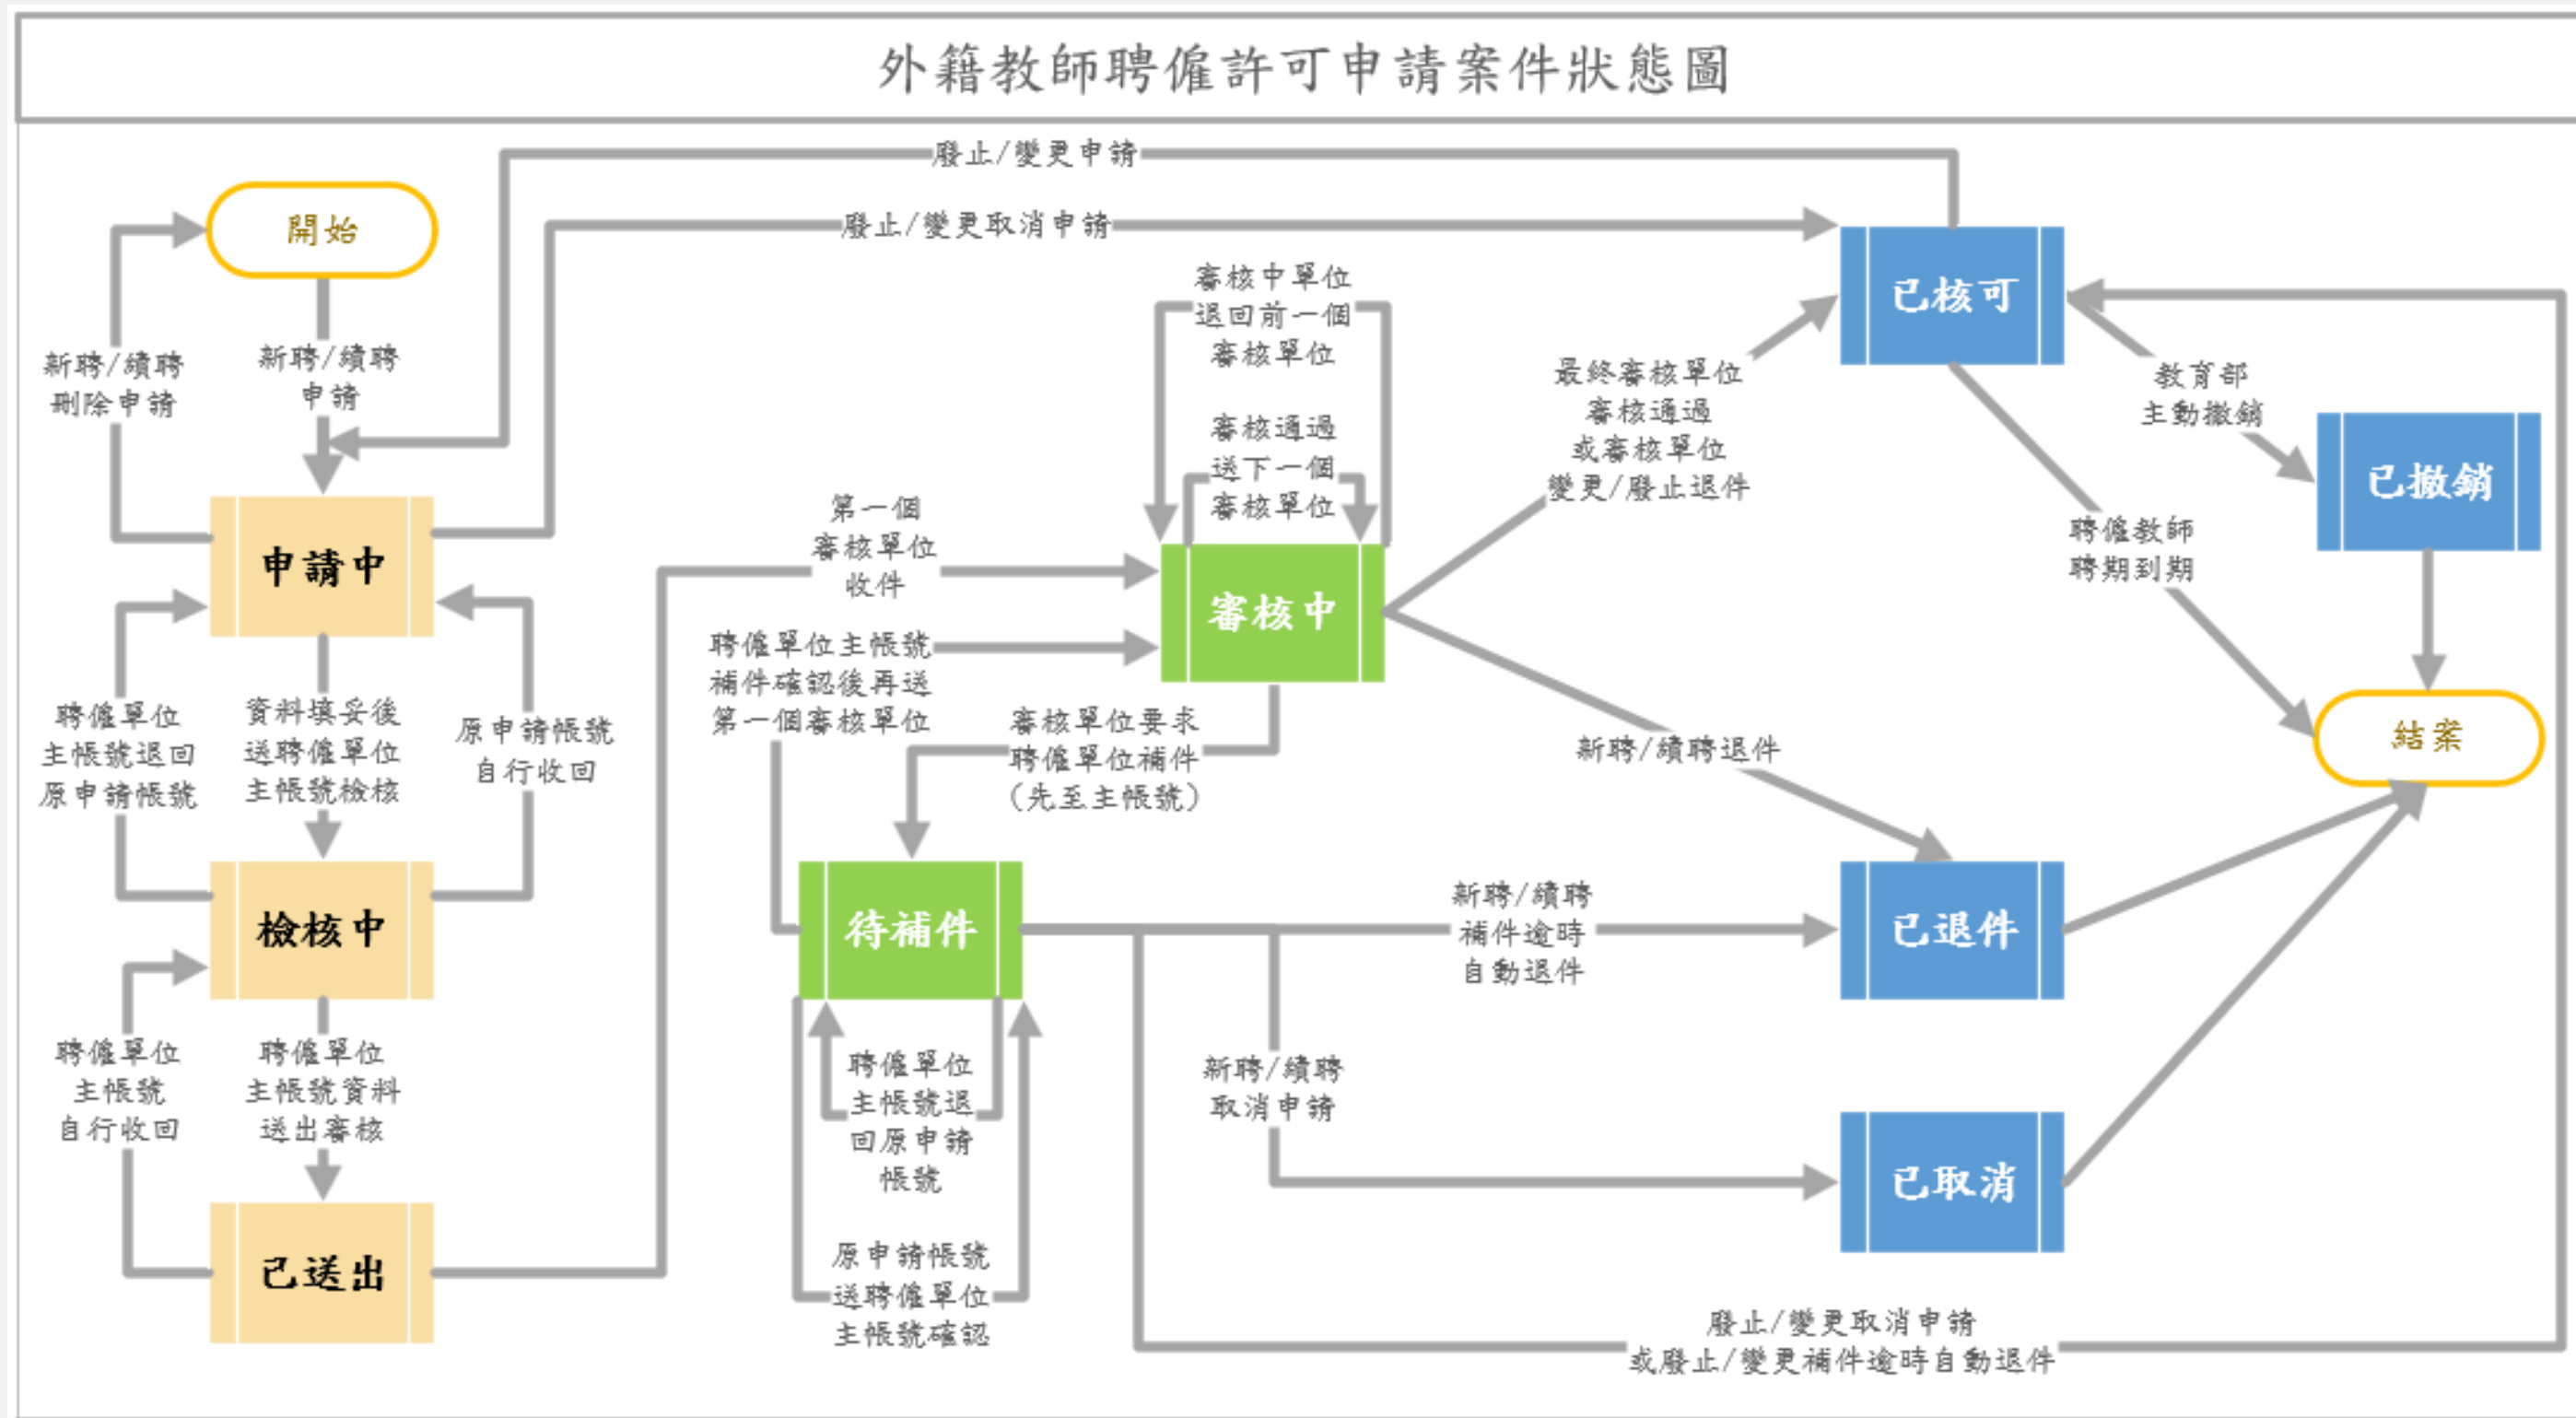 外籍教師聘僱許可申請案件狀態圖
廢止/變更申請
廢止/變更取消申請
開始
新聘/續聘
刪除申請
新聘/續聘
申請
申請中
聘僱單位
主帳號退回
原申請帳號
資料填妥後
送聘僱單位
主帳號檢核
原申請帳號
自行收回
檢核中
聘僱單位
主帳號
自行收回
聘僱單位
主帳號資料
送出審核
已送出
第一個
審核單位
收件
聘僱單位主帳號
補件確認後再送
第一個審核單位
審核中單位
退回前一個
審核單位
審核通過
送下一個
審核單位
審核中
審核單位要求
聘僱單位補件
(先至主帳號)
待補件
聘僱單位
主帳號退
回原申請
帳號
原申請帳號
送聘僱單位
主帳號確認
最終審核單位
審核通過
或審核單位
變更/廢止退件
新聘/續聘退件
新聘/續聘
補件逾時
自動退件
新聘/續聘
取消申請
廢止/變更取消申請
或廢止/變更補件逾時自動退件
已核可
教育部
主動撤銷
已撤銷
聘僱教師
聘期到期
結案
已退件
已取消